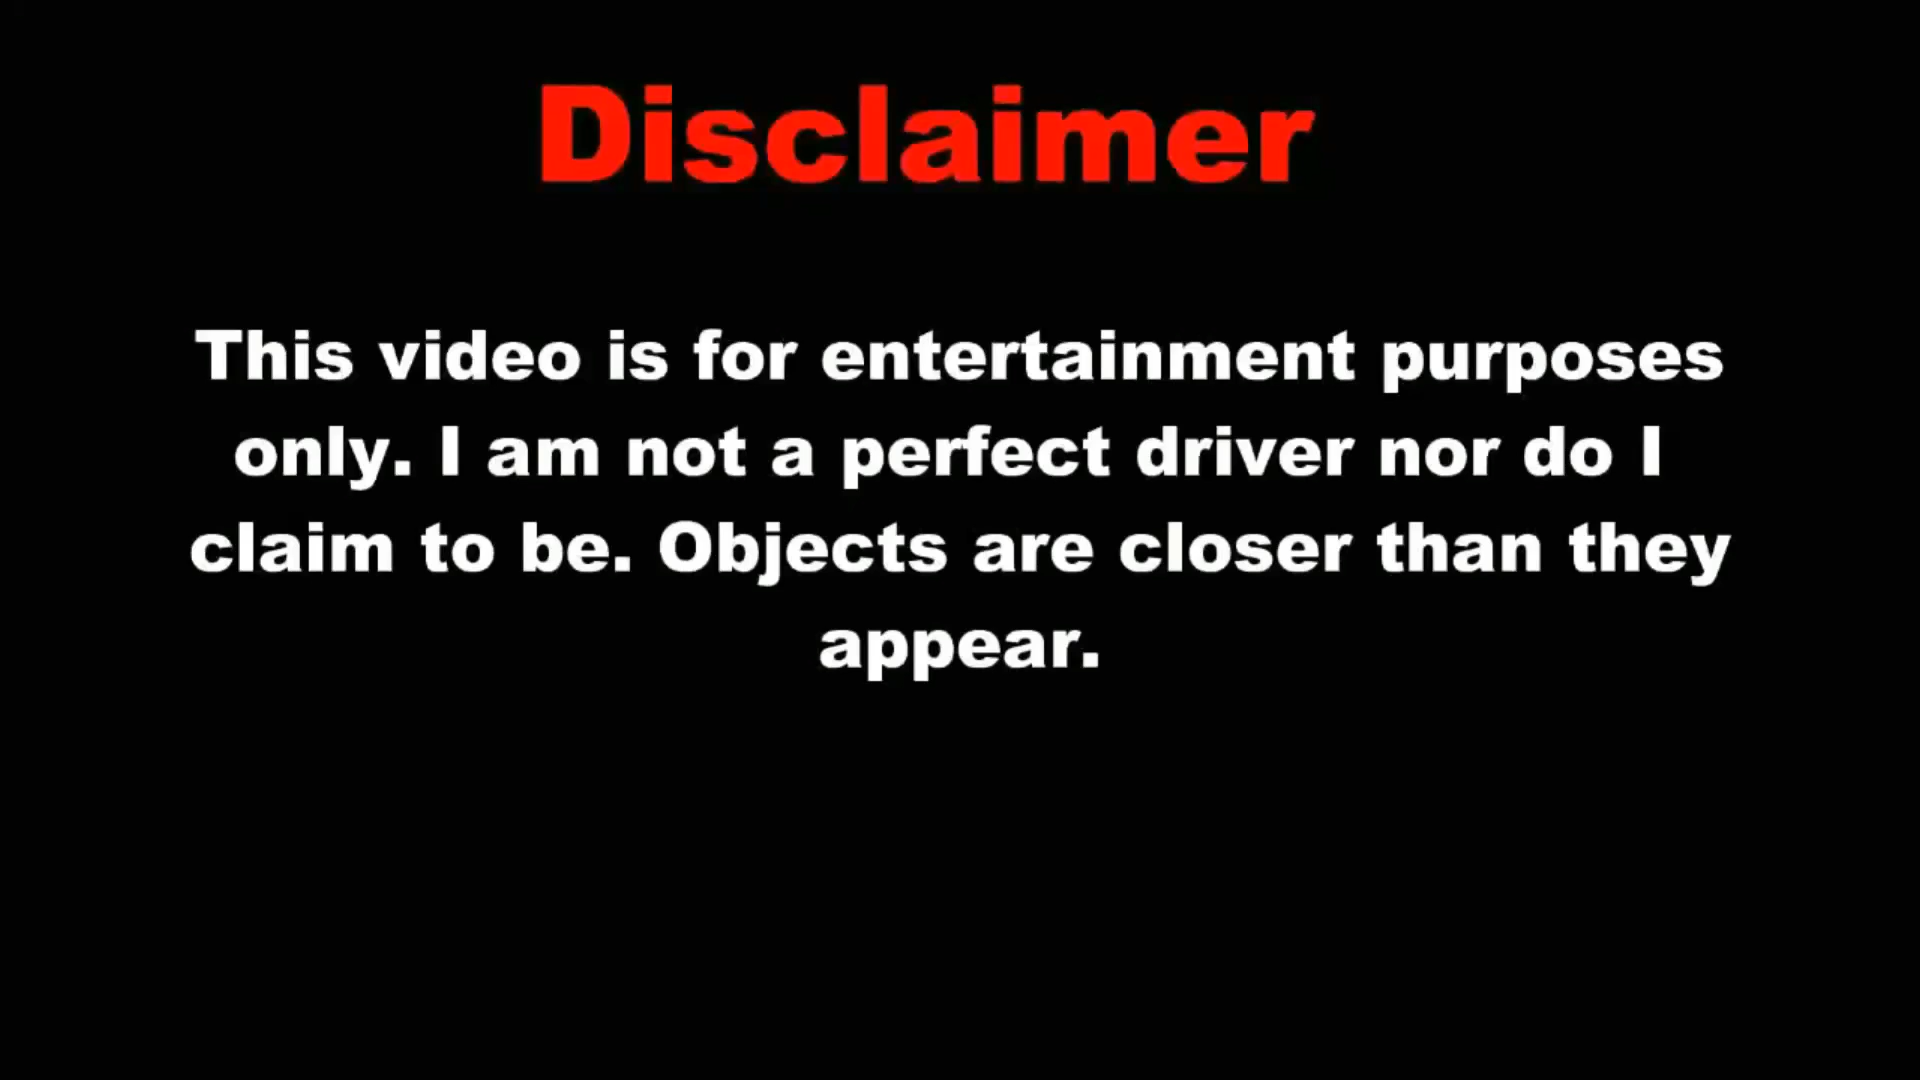 Disclaimer
This video is for entertainment purposes
only. I am not a perfect driver nor do I
claim to be. Objects are closer than they
appear.